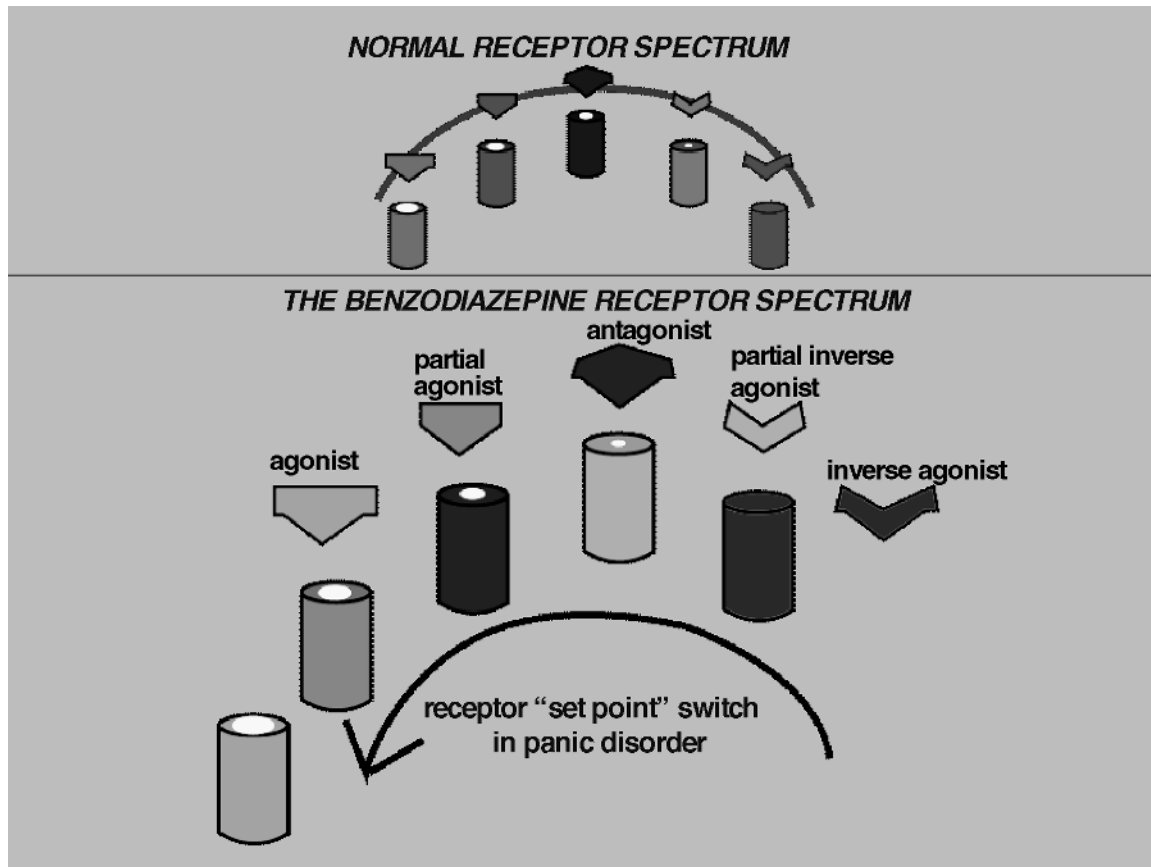 NORMAL RECEPTOR SPECTRUM
THE BENZODIAZEPINE RECEPTOR SPECTRUM
antagonist
partial
agonist
partial inverse
agonist
agonist
inverse agonist
receptor “set point” switch
in panic disorder